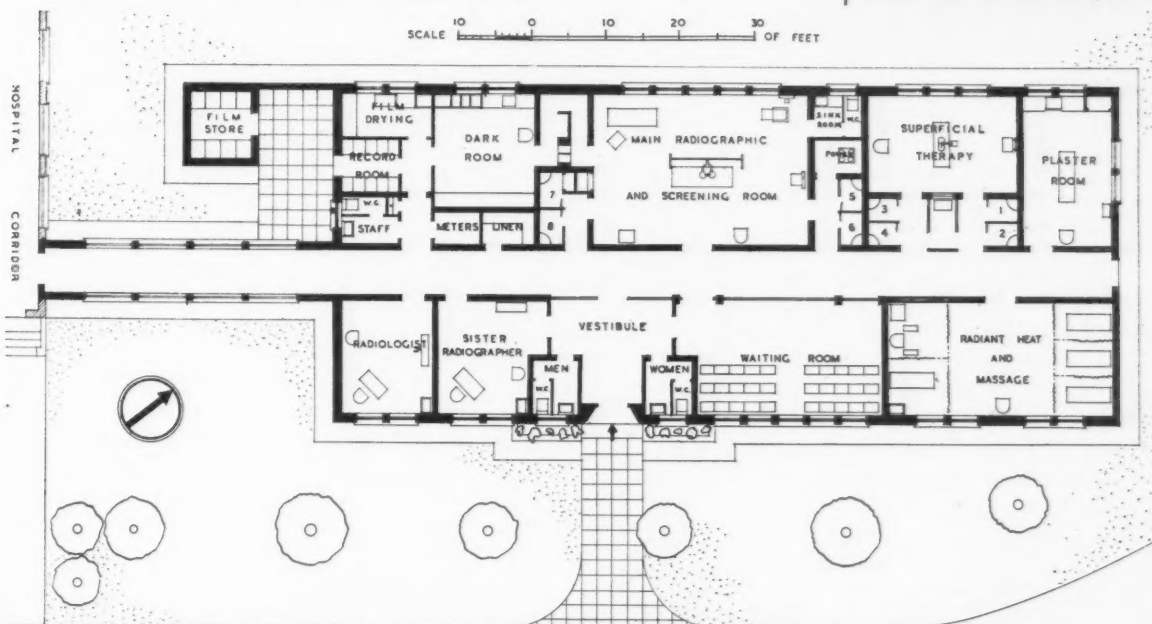 SCALE 10 0 10 20 30 OF FEET
HOSPITAL CORRIDOR
FILM
STORE
FILM
DRYING
RECORD
ROOM
W.C.
STAFF
DARK
ROOM
METERS
LINEN
7
8
MAIN RADIOGRAPHIC
AND SCREENING ROOM
SINK
ROOM
W.C.
5
6
SUPERFICIAL
THERAPY
3
4
1
2
PLASTER
ROOM
RADIOLOGIST
SISTER
RADIOGRAPHER
VESTIBULE
MEN
W.C.
WOMEN
W.C.
WAITING ROOM
RADIANT HEAT
AND
MASSAGE